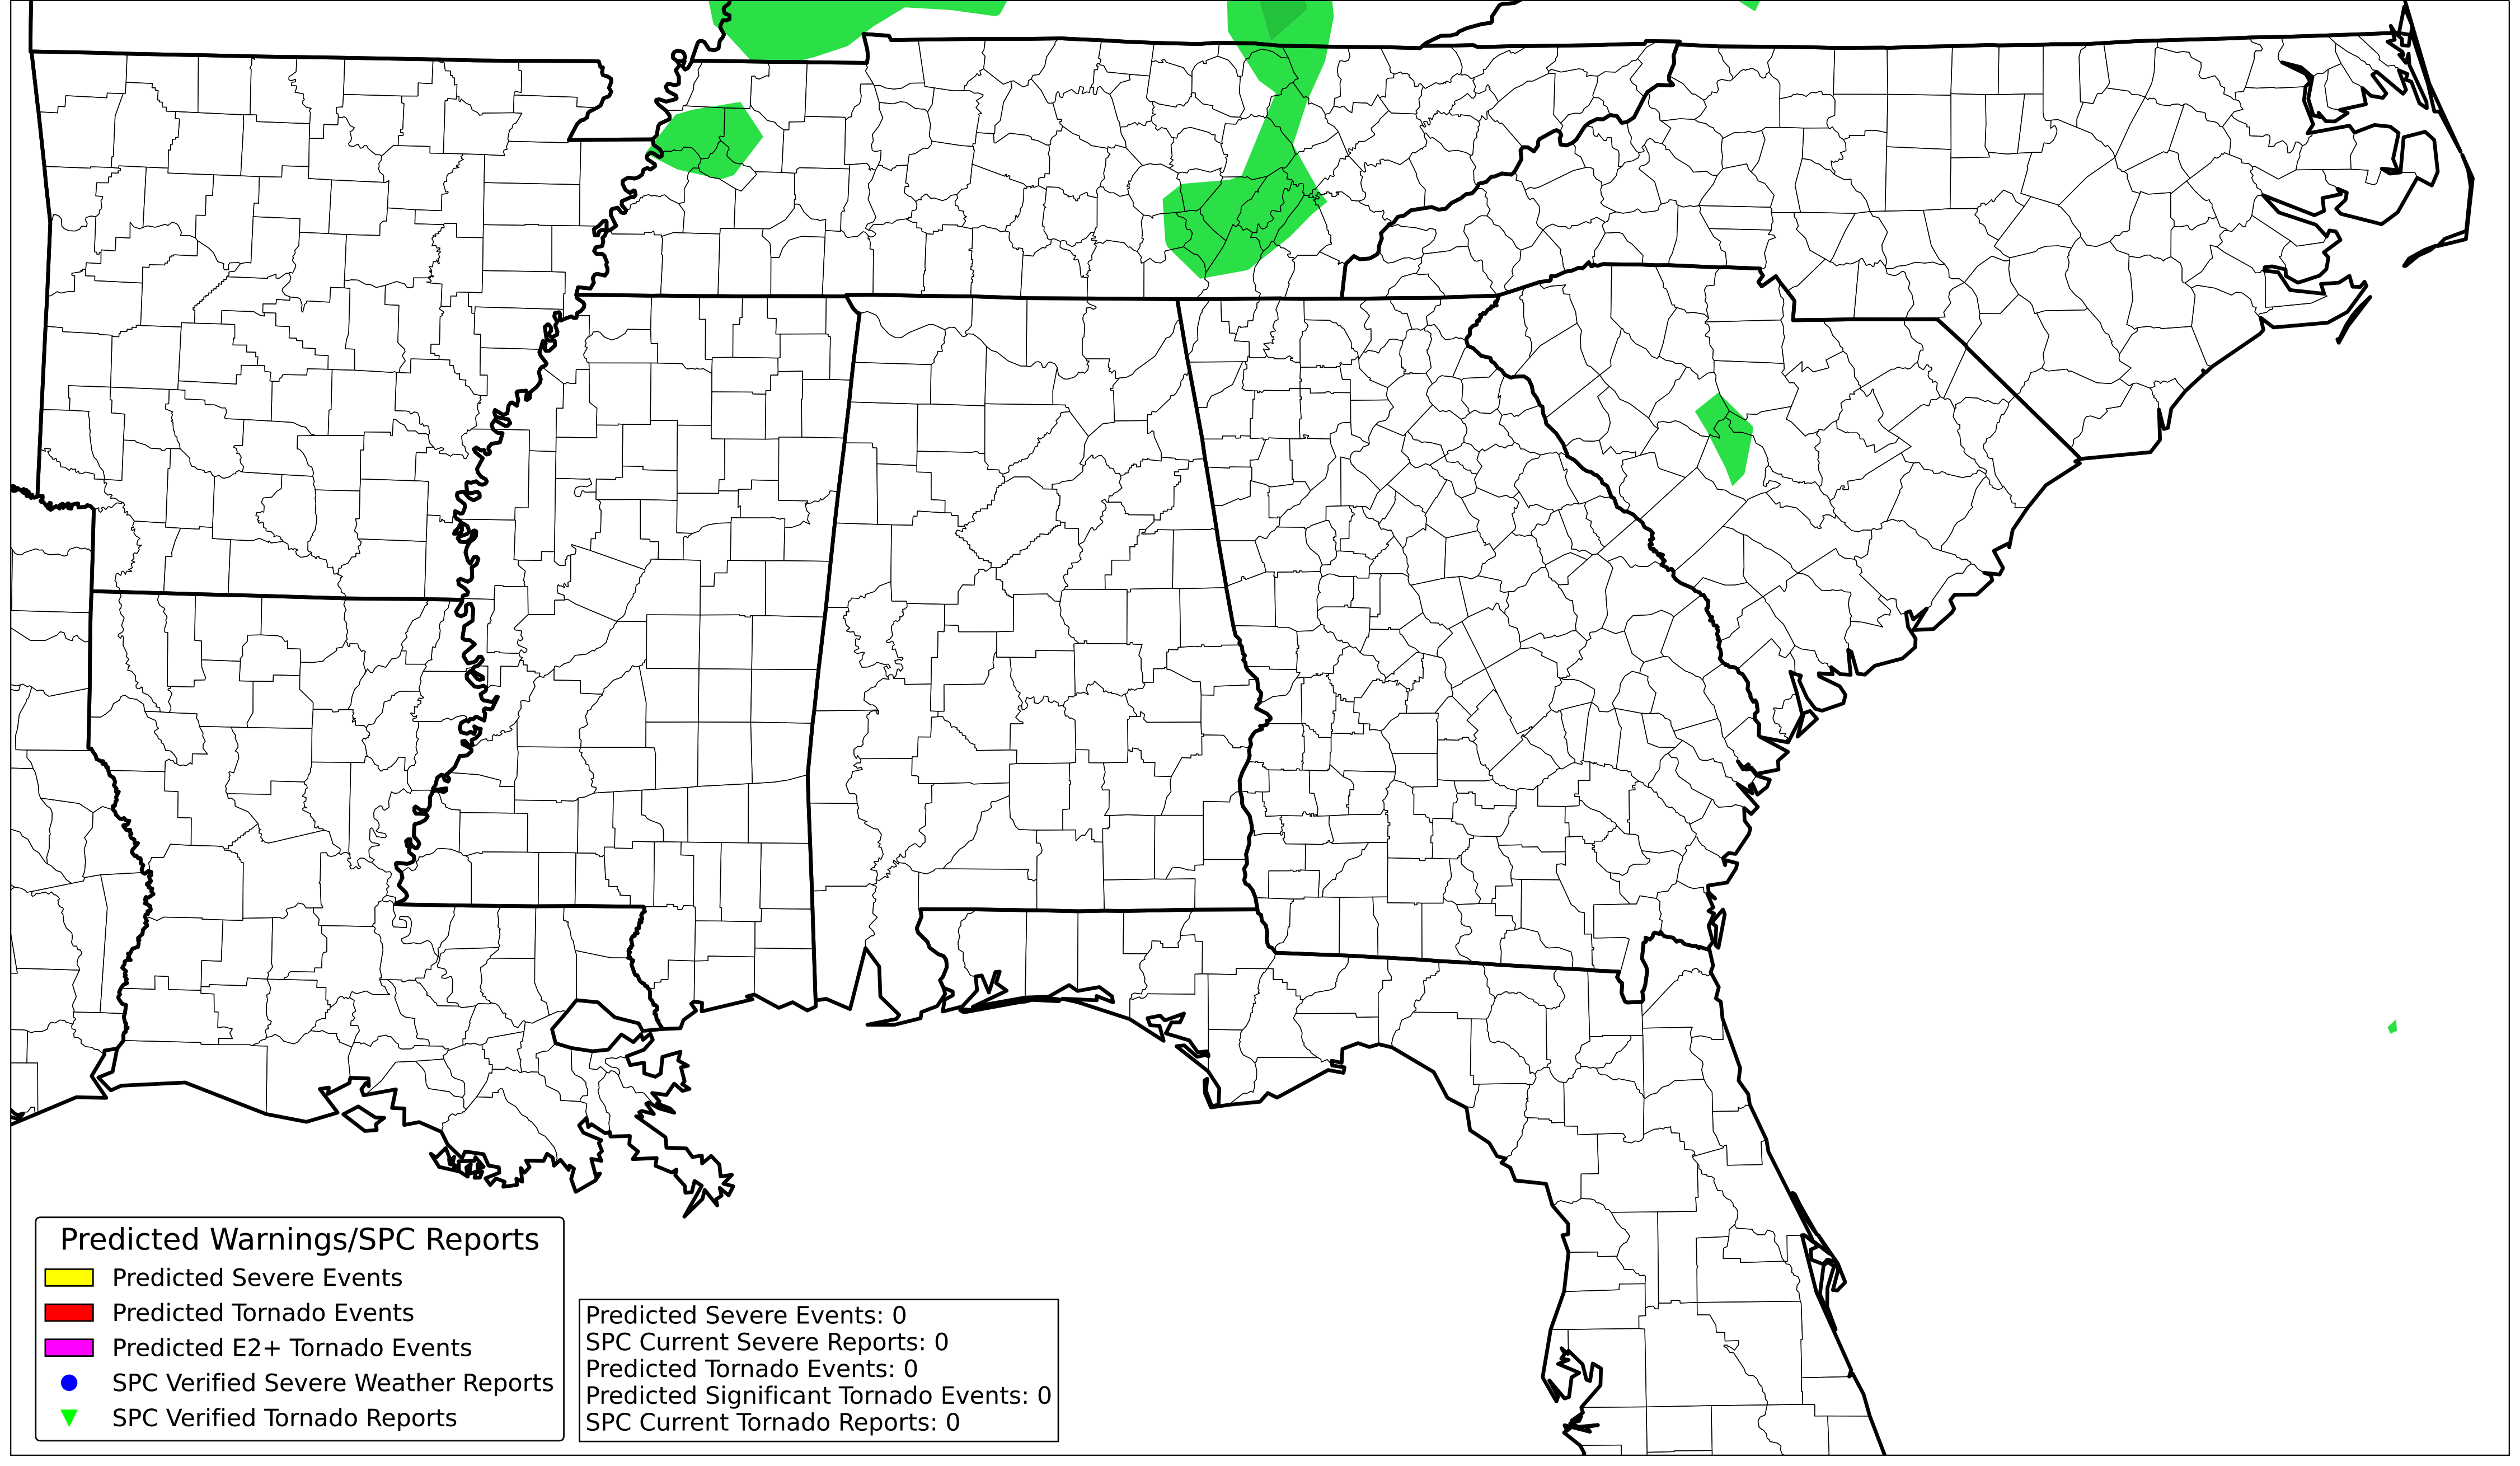 Predicted Warnings/SPC Reports
Predicted Severe Events
Predicted Tornado Events
Predicted E2+ Tornado Events
SPC Verified Severe Weather Reports
SPC Verified Tornado Reports
Predicted Severe Events: 0
SPC Current Severe Reports: 0
Predicted Tornado Events: 0
Predicted Significant Tornado Events: 0
SPC Current Tornado Reports: 0